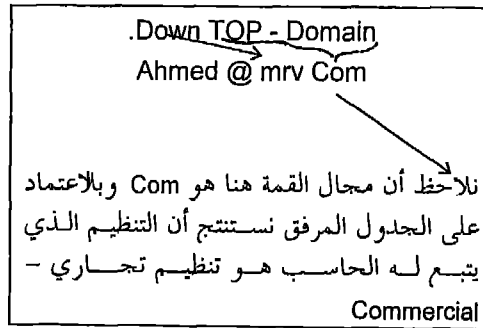 .Down TOP - Domain
Ahmed @ mrv Com
نلاحظ أن مجال القمة هنا هو Com وبالاعتماد
على الجدول المرفق نستنتج أن التنظيم الذي
يتبع له الحاسب هو تنظيم تجاري –
Commercial